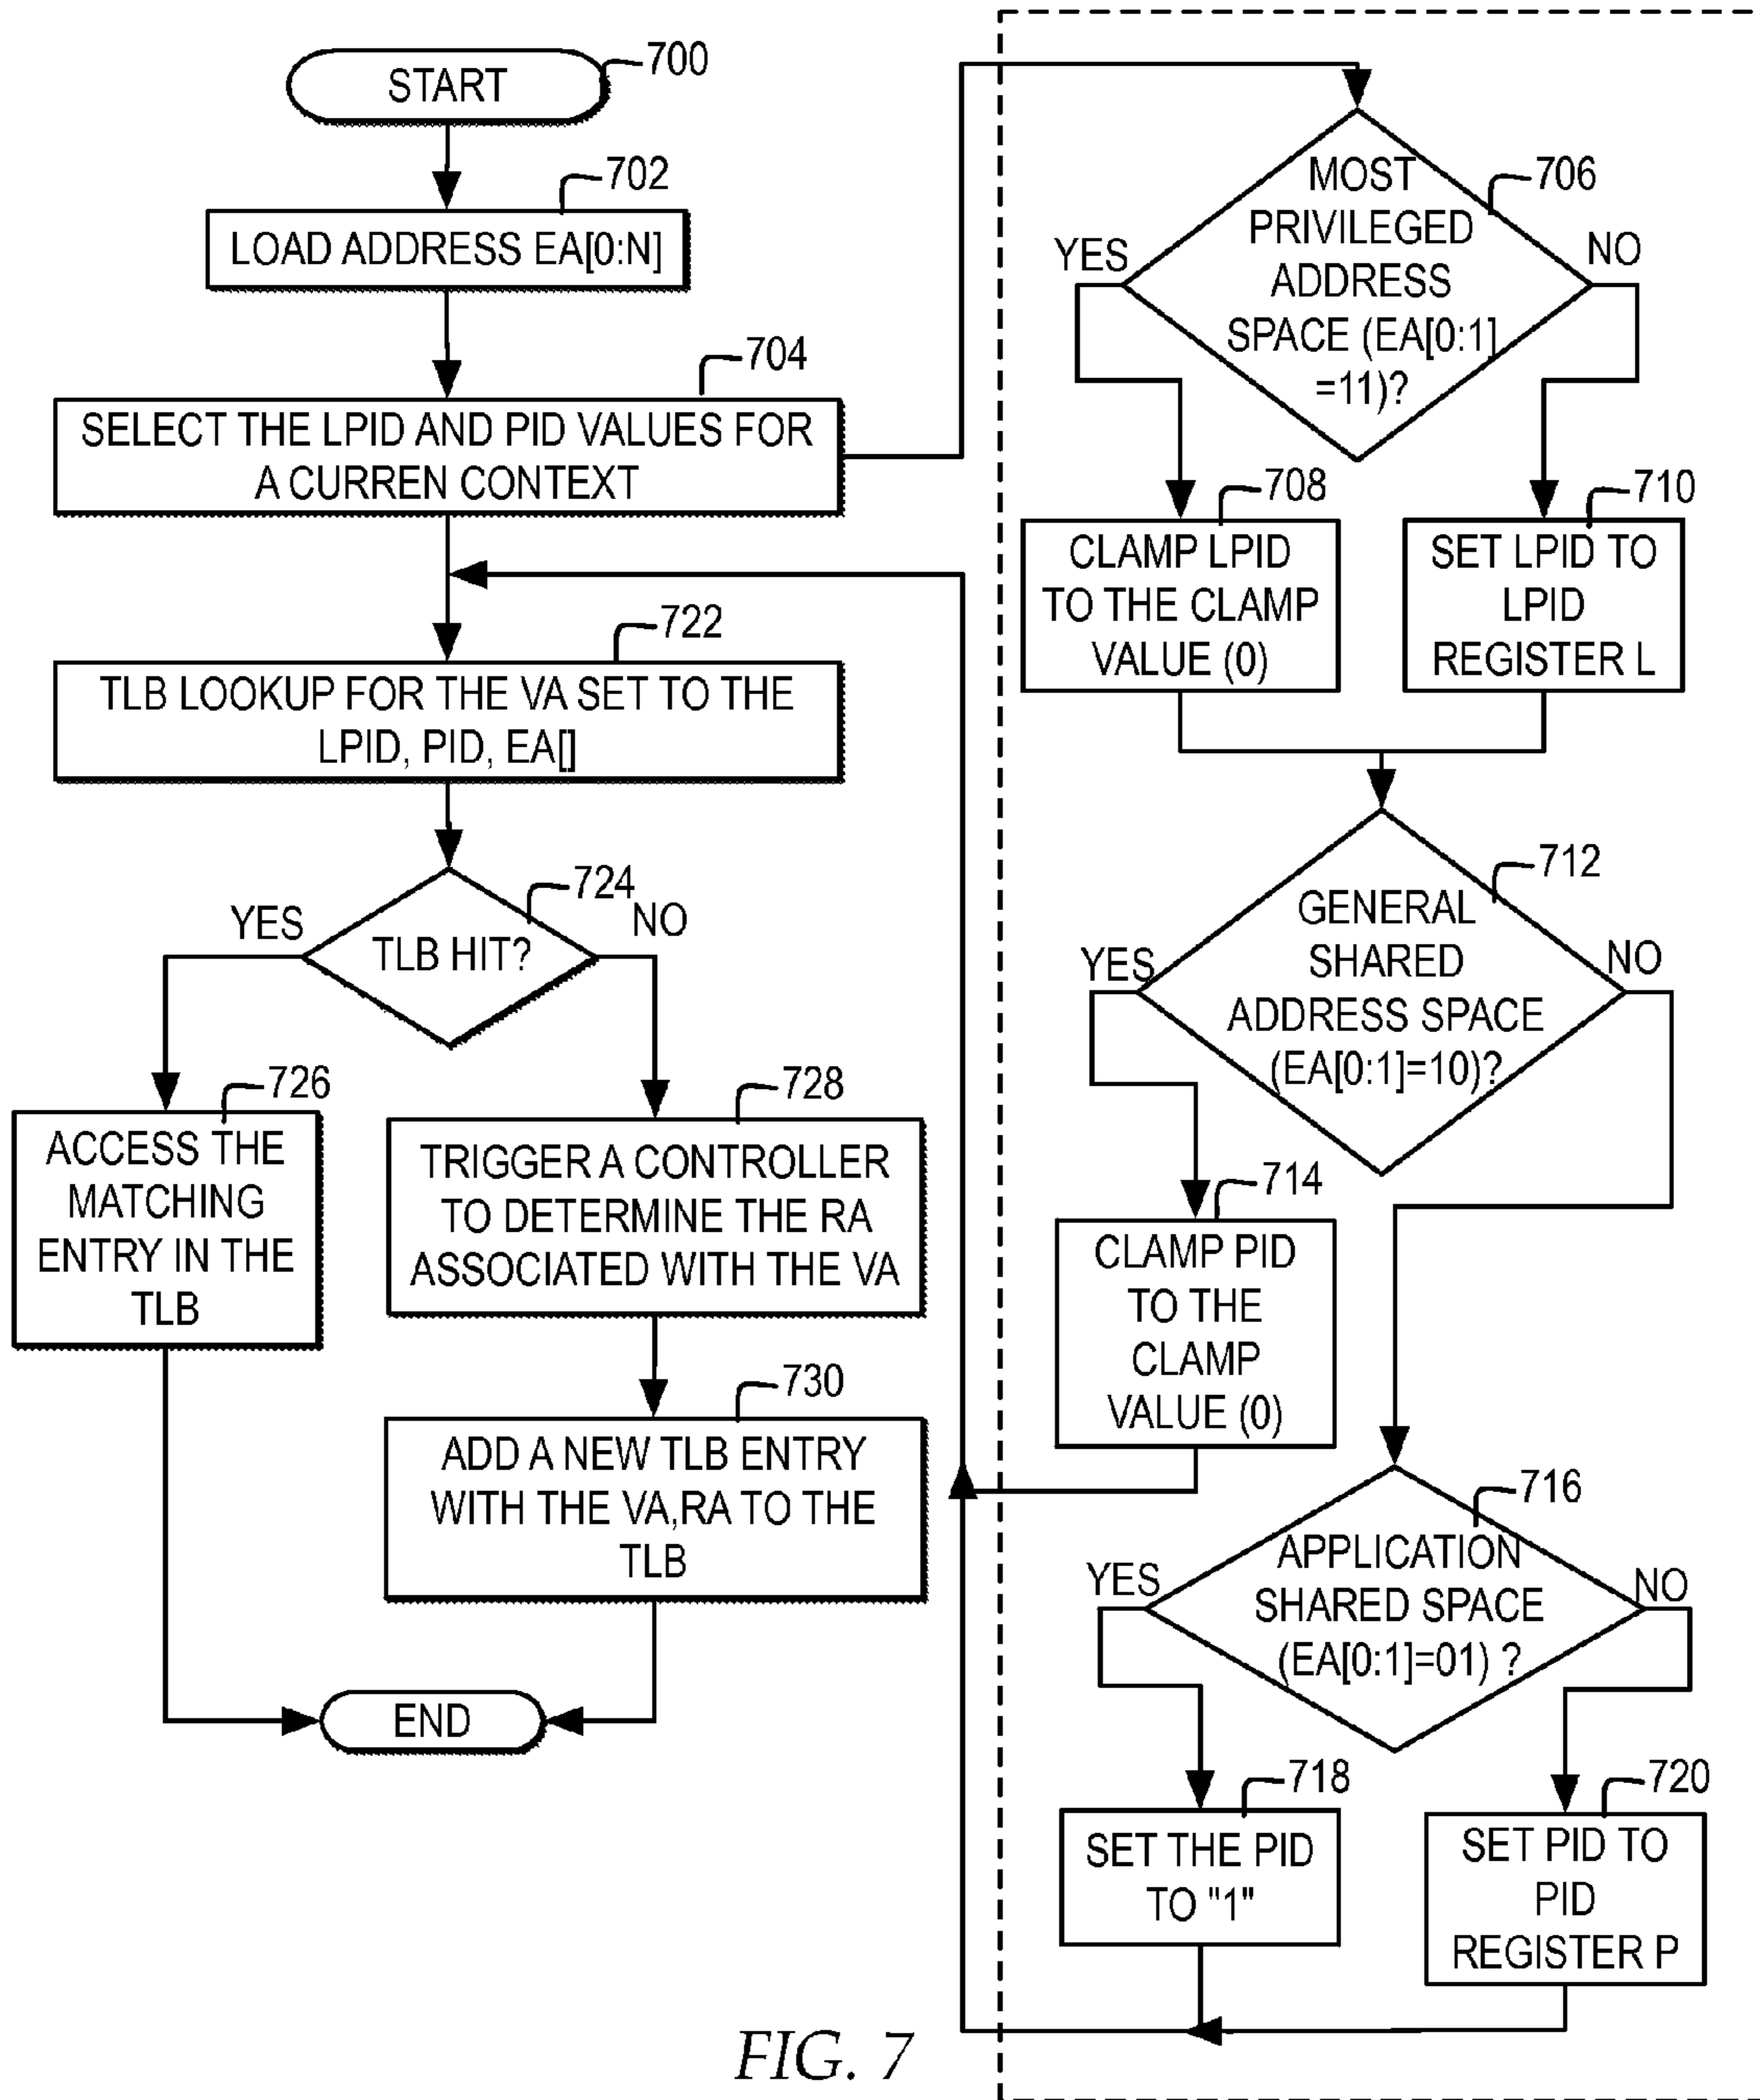 START
700
702
LOAD ADDRESS EA[0:N]
704
SELECT THE LPID AND PID VALUES FOR
A CURREN CONTEXT
722
TLB LOOKUP FOR THE VA SET TO THE
LPID, PID, EA[]
724
YES
NO
TLB HIT?
726
ACCESS THE
MATCHING
ENTRY IN THE
TLB
728
TRIGGER A CONTROLLER
TO DETERMINE THE RA
ASSOCIATED WITH THE VA
730
ADD A NEW TLB ENTRY
WITH THE VA,RA TO THE
TLB
END
706
MOST
PRIVILEGED
ADDRESS
SPACE (EA[0:1]
=11)?
YES
NO
708
CLAMP LPID
TO THE CLAMP
VALUE (0)
710
SET LPID TO
LPID
REGISTER L
712
GENERAL
SHARED
ADDRESS SPACE
(EA[0:1]=10)?
YES
NO
714
CLAMP PID
TO THE
CLAMP
VALUE (0)
716
APPLICATION
SHARED SPACE
(EA[0:1]=01) ?
YES
NO
718
SET THE PID
TO "1"
720
SET PID TO
PID
REGISTER P
FIG. 7